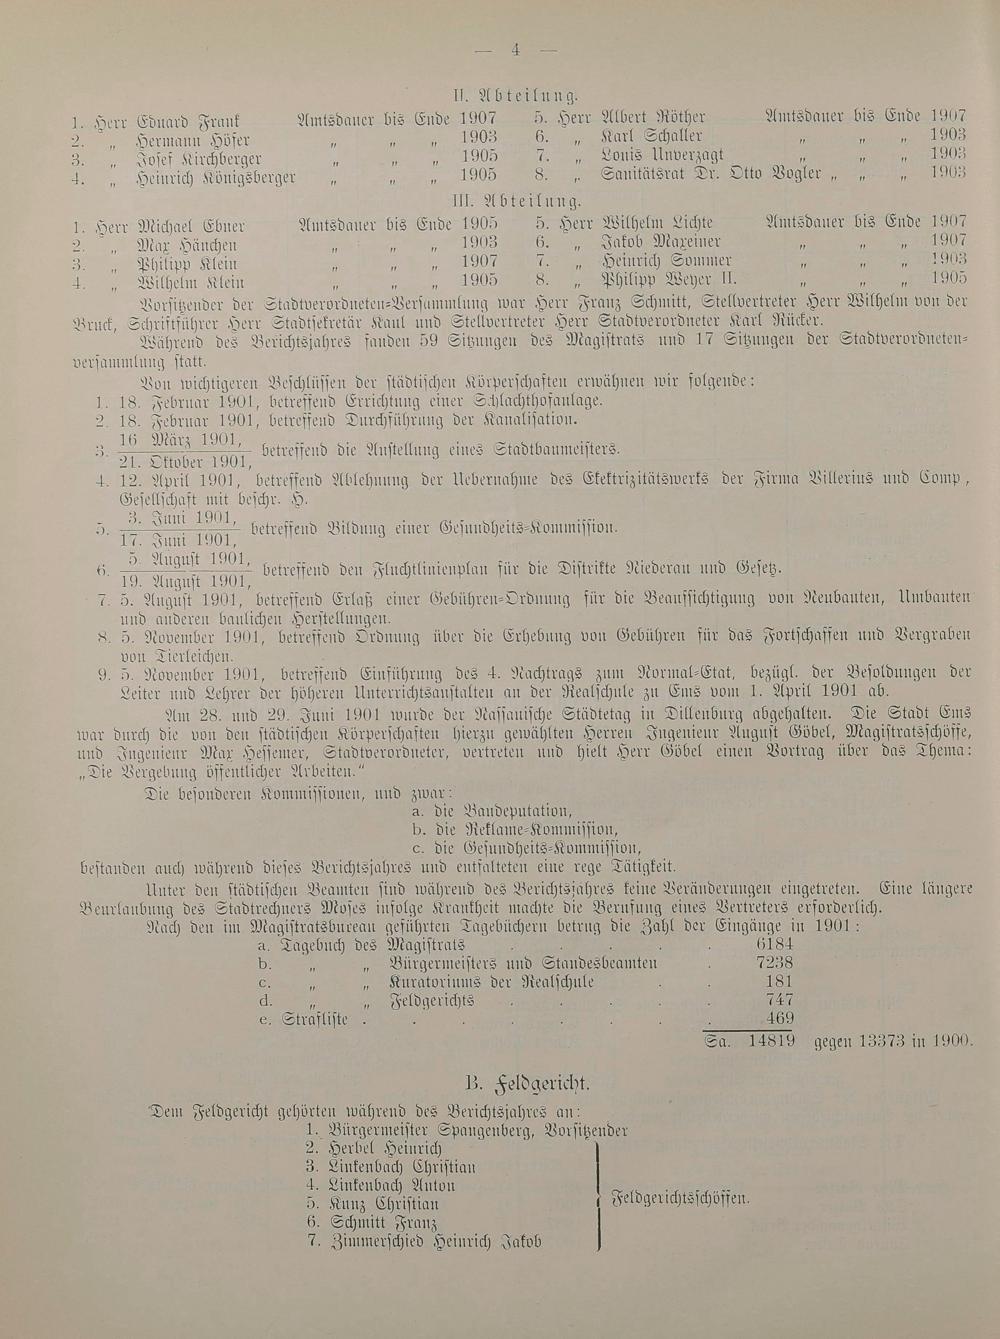 — 4 —
II. Abteilung.
1. Herr Eduard Frank Amtsdauer bis Ende 1907 5. Herr Albert Röther Amtsdauer bis Ende 1907
2. „ Hermann Höfer „ „ „ 1903 6. „ Karl Schaller „ „ „ 1903
3. „ Josef Kirchberger „ „ „ 1905 7. „ Louis Unverzagt „ „ „ 1903
4. „ Heinrich Königsberger „ „ „ 1905 8. „ Sanitätsrat Dr. Otto Vogler „ „ „ 1903
III. Abteilung.
1. Herr Michael Ebner Amtsdauer bis Ende 1905 5. Herr Wilhelm Lichte Amtsdauer bis Ende 1907
2. „ Max Hänchen „ „ „ 1903 6. „ Jakob Maxeiner „ „ „ 1907
3. „ Philipp Klein „ „ „ 1907 7. „ Heinrich Sommer „ „ „ 1903
4. „ Wilhelm Klein „ „ „ 1905 8. „ Philipp Weyer II. „ „ „ 1905
Vorsitzender der Stadtverordneten-Versammlung war Herr Franz Schmitt, Stellvertreter Herr Wilhelm von der
Bruck, Schriftführer Herr Stadtsekretär Kaul und Stellvertreter Herr Stadtverordneter Karl Rücker.
Während des Berichtsjahres fanden 59 Sitzungen des Magistrats und 17 Sitzungen der Stadtverordneten-
versammlung statt.
Von wichtigeren Beschlüssen der städtischen Körperschaften erwähnen wir folgende:
1. 18. Februar 1901, betreffend Errichtung einer Schlachthofanlage.
2. 18. Februar 1901, betreffend Durchführung der Kanalisation.
16 März 1901,
3. betreffend die Anstellung eines Stadtbaumeisters.
21. Oktober 1901,
4. 12. April 1901, betreffend Ablehnung der Uebernahme des Elektrizitätswerks der Firma Villerius und Comp,
Gesellschaft mit beschr. H.
3. Juni 1901,
5. betreffend Bildung einer Gesundheits-Kommission.
17. Juni 1901,
5. August 1901,
6. betreffend den Fluchtlinienplan für die Distrikte Niederau und Gesetz.
19. August 1901,
7. 5. August 1901, betreffend Erlaß einer Gebühren-Ordnung für die Beaufsichtigung von Neubauten, Umbauten
und anderen baulichen Herstellungen.
8. 5. November 1901, betreffend Ordnung über die Erhebung von Gebühren für das Fortschaffen und Vergraben
von Tierleichen.
9. 5. November 1901, betreffend Einführung des 4. Nachtrags zum Normal-Etat, bezügl. der Besoldungen der
Leiter und Lehrer der höheren Unterrichtsanstalten an der Realschule zu Ems vom 1. April 1901 ab.
Am 28. und 29. Juni 1901 wurde der Nassauische Städtetag in Dillenburg abgehalten. Die Stadt Ems
war durch die von den städtischen Körperschaften hierzu gewählten Herren Ingenieur August Göbel, Magistratsschöffe,
und Ingenieur Max Hessemer, Stadtverordneter, vertreten und hielt Herr Göbel einen Vortrag über das Thema:
„Die Vergebung öffentlicher Arbeiten.“
Die besonderen Kommissionen, und zwar:
a. die Baudeputation,
b. die Reklame-Kommission,
c. die Gesundheits-Kommission,
bestanden auch während dieses Berichtsjahres und entfalteten eine rege Tätigkeit.
Unter den städtischen Beamten sind während des Berichtsjahres keine Veränderungen eingetreten. Eine längere
Beurlaubung des Stadtrechners Moses infolge Krankheit machte die Berufung eines Vertreters erforderlich.
Nach den im Magistratsbureau geführten Tagebüchern betrug die Zahl der Eingänge in 1901:
a. Tagebuch des Magistrats . . . . . 6184
b. „ „ Bürgermeisters und Standesbeamten . 7238
c. „ „ Kuratoriums der Realschule . . 181
d. „ „ Feldgerichts . . . . . 747
e. Strafliste . . . . . . . . 469
Sa. 14819 gegen 13373 in 1900.
B. Feldgericht.
Dem Feldgericht gehörten während des Berichtsjahres an:
1. Bürgermeister Spangenberg, Vorsitzender
2. Herbel Heinrich
3. Linkenbach Christian
4. Linkenbach Anton
5. Kunz Christian Feldgerichtsschöffen.
6. Schmitt Franz
7. Zimmerschied Heinrich Jakob